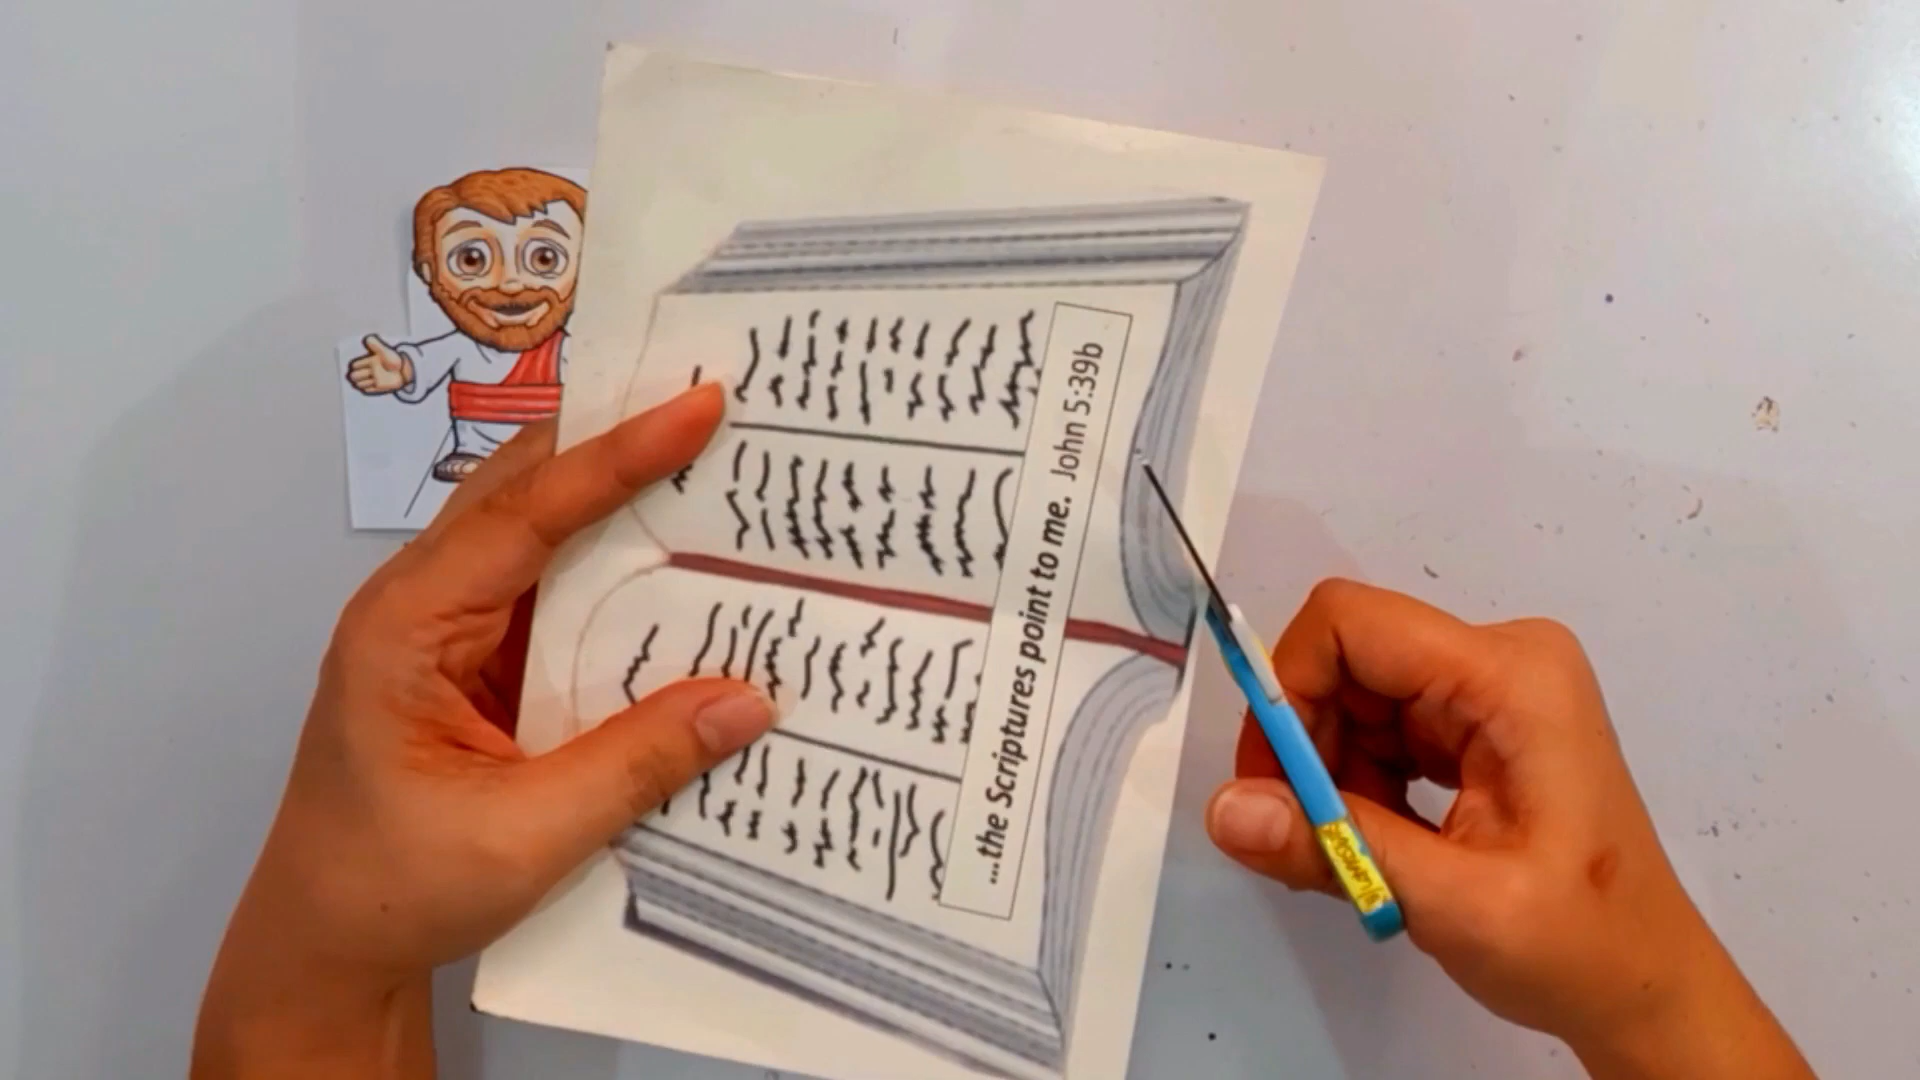 ....the Scriptures point to me. John 5:39b